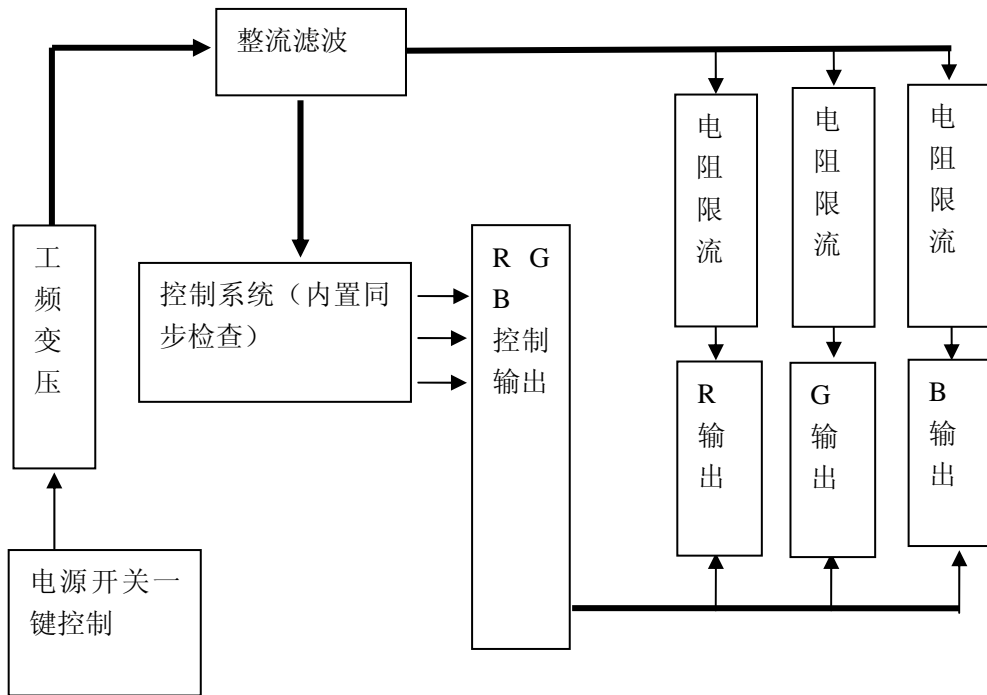 整流滤波
电
阻
限
流
电
阻
限
流
电
阻
限
流
工
频
变
压
控制系统（内置同
步检查）
R G
B
控制
输出
R
输
出
G
输
出
B
输
出
电源开关一
键控制